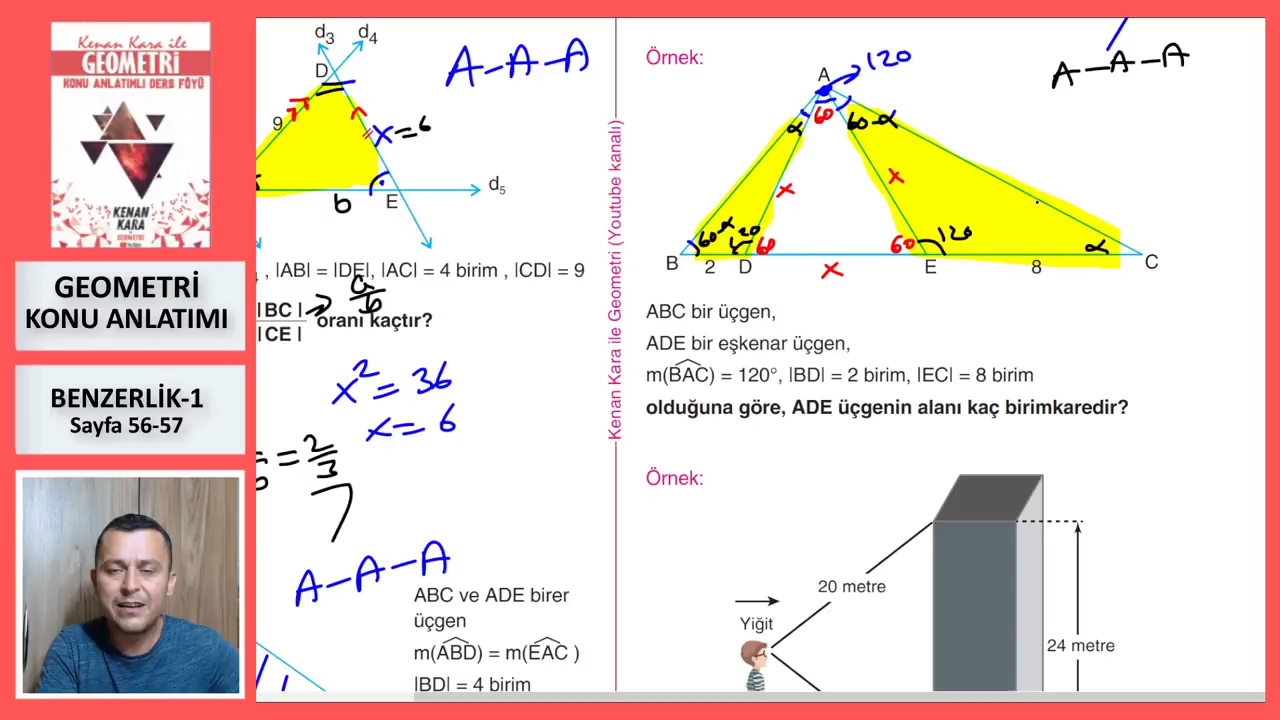 Kenan Kara ile
GEOMETRİ
KONU ANLATIMLI DERS FÖYÜ
KENAN
KARA
GEOMETRİ
KONU ANLATIMI
BENZERLİK-1
Sayfa 56-57
d3
d4
D
9
x = 6
A-A-A
d5
b
E
, |AB| = |DE|, |AC| = 4 birim , |CD| = 9
|BC|
|CE|
a
b
oranı kaçtır?
x² = 36
x = 6
= 2/3
A-A-A
ABC ve ADE birer
üçgen
m(ABD) = m(EAC )
|BD| = 4 birim
Kenan Kara ile Geometri (Youtube kanalı)
Örnek:
A
120
A-A-A
α
60
60-α
x
x
60-α
120
60
60
120
α
B
2
D
x
E
8
C
ABC bir üçgen,
ADE bir eşkenar üçgen,
m(BAC) = 120°, |BD| = 2 birim, |EC| = 8 birim
olduğuna göre, ADE üçgenin alanı kaç birimkaredir?
Örnek:
20 metre
Yiğit
24 metre